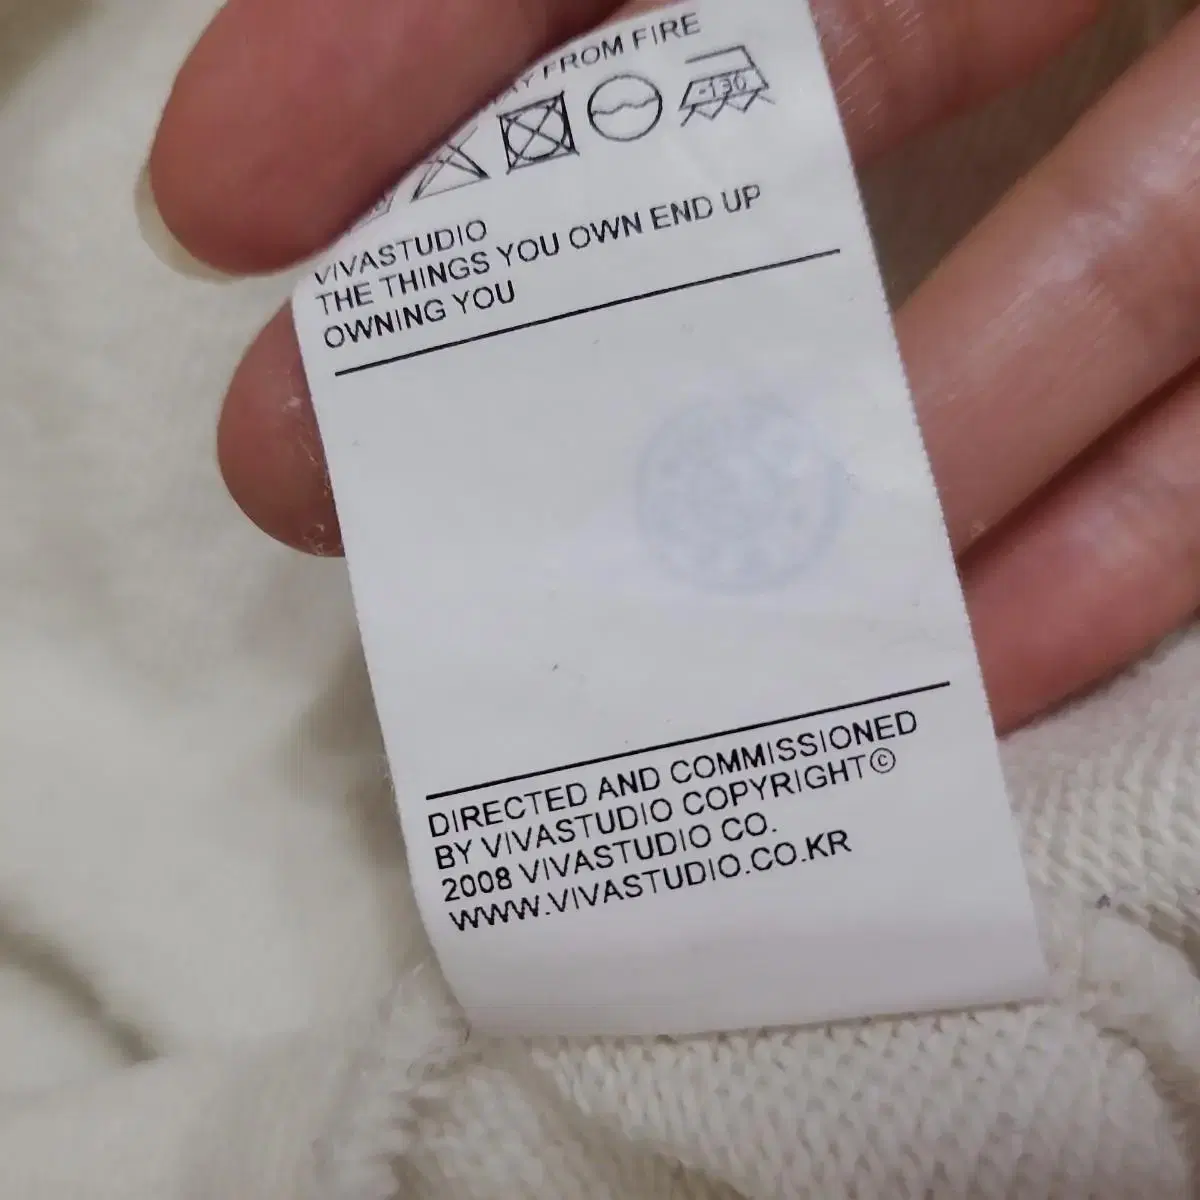 FROM FIRE
-130
VIVASTUDIO
THE THINGS YOU OWN END UP
OWNING YOU
DIRECTED AND COMMISSIONED
BY VIVASTUDIO COPYRIGHT©
2008 VIVASTUDIO CO.
WWW.VIVASTUDIO.CO.KR